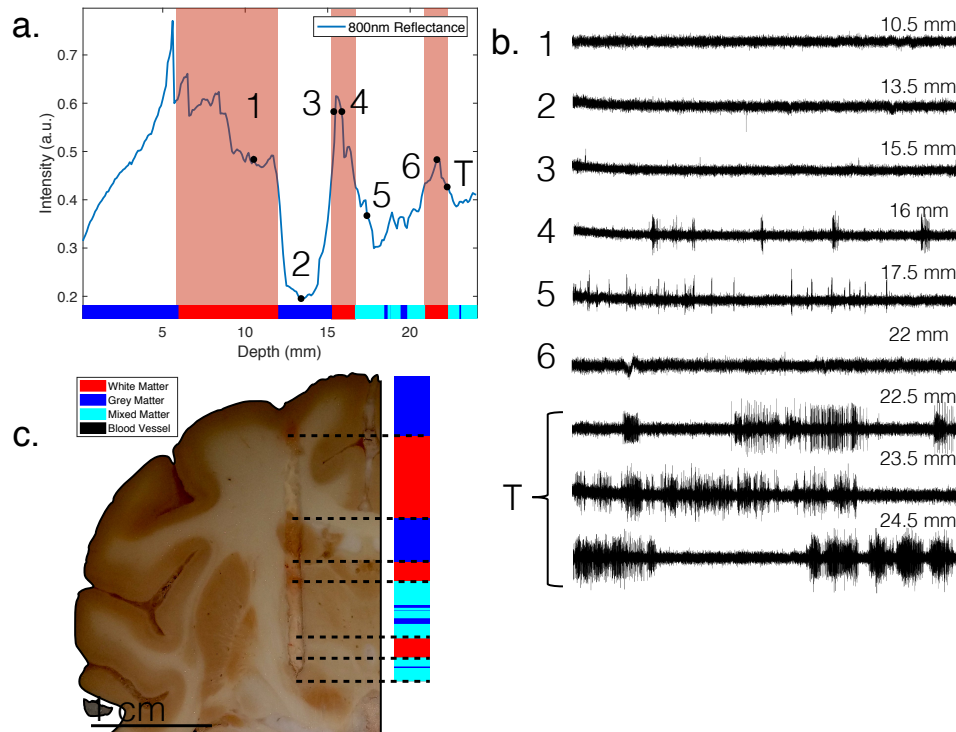 a.
800nm Reflectance
0.7
0.6
0.5
0.4
0.3
0.2
Intensity (a.u.)
1
2
3
4
5
6
T
5
10
15
20
Depth (mm)
b.
1
10.5 mm
2
13.5 mm
3
15.5 mm
4
16 mm
5
17.5 mm
6
22 mm
T
22.5 mm
23.5 mm
24.5 mm
c.
White Matter
Grey Matter
Mixed Matter
Blood Vessel
1 cm